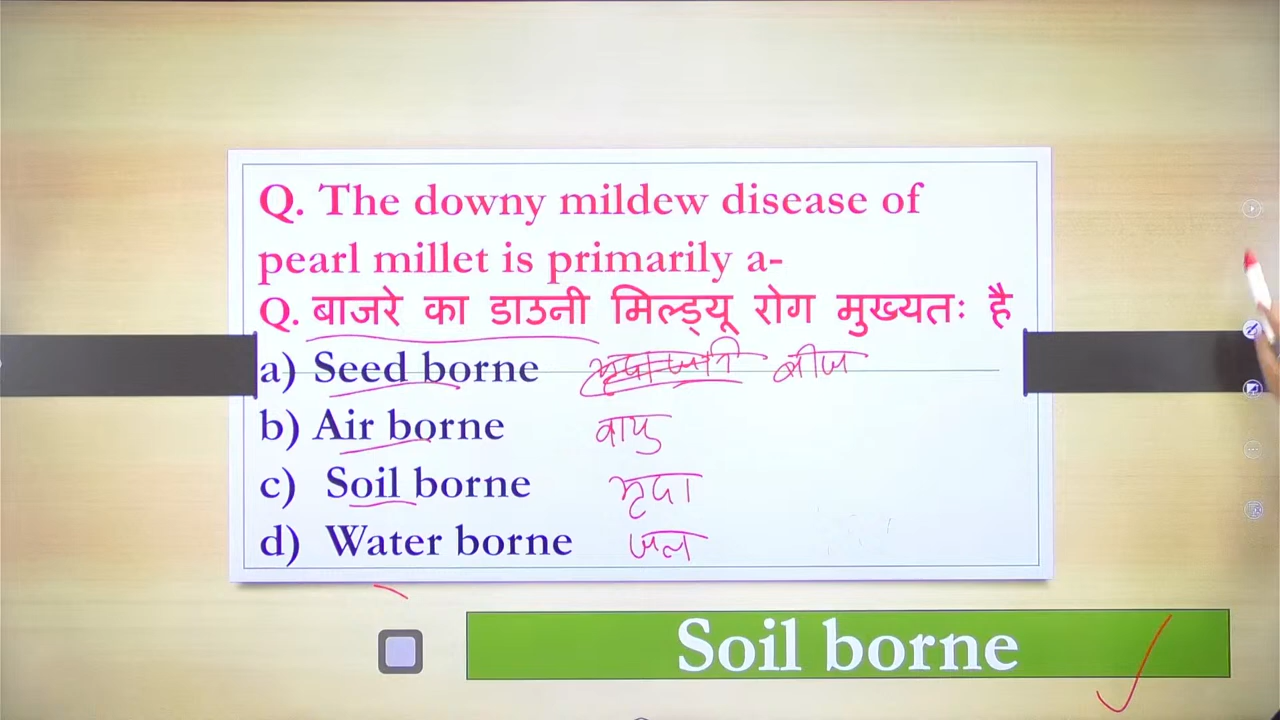 Q. The downy mildew disease of
pearl millet is primarily a-
Q. बाजरे का डाउनी मिल्ड्यू रोग मुख्यतः है
a) Seed borne बीज
b) Air borne वायु
c) Soil borne मृदा
d) Water borne जल
Soil borne